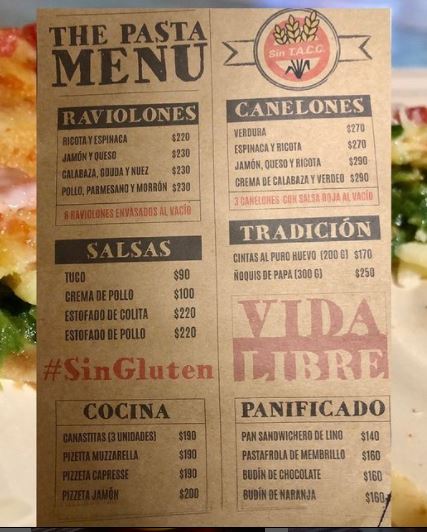 THE PASTA
MENU
Sin T.A.C.C.
RAVIOLONES
RICOTA Y ESPINACA $220
JAMÓN Y QUESO $230
CALABAZA, GOUDA Y NUEZ $230
POLLO, PARMESANO Y MORRÓN $230
6 RAVIOLONES ENVASADOS AL VACÍO
CANELONES
VERDURA $270
ESPINACA Y RICOTA $270
JAMÓN, QUESO Y RICOTA $290
CREMA DE CALABAZA Y VERDEO $290
3 CANELONES CON SALSA ROJA AL VACÍO
SALSAS
TUCO $90
CREMA DE POLLO $100
ESTOFADO DE COLITA $220
ESTOFADO DE POLLO $220
TRADICIÓN
CINTAS AL PURO HUEVO (200 G) $170
ÑOQUIS DE PAPA (300 G) $250
#SinGluten
VIDA
LIBRE
COCINA
CANASTITAS (3 UNIDADES) $190
PIZETTA MUZZARELLA $190
PIZZETA CAPRESSE $190
PIZZETA JAMÓN $200
PANIFICADO
PAN SANDWICHERO DE LINO $140
PASTAFROLA DE MEMBRILLO $160
BUDÍN DE CHOCOLATE $160
BUDÍN DE NARANJA $160